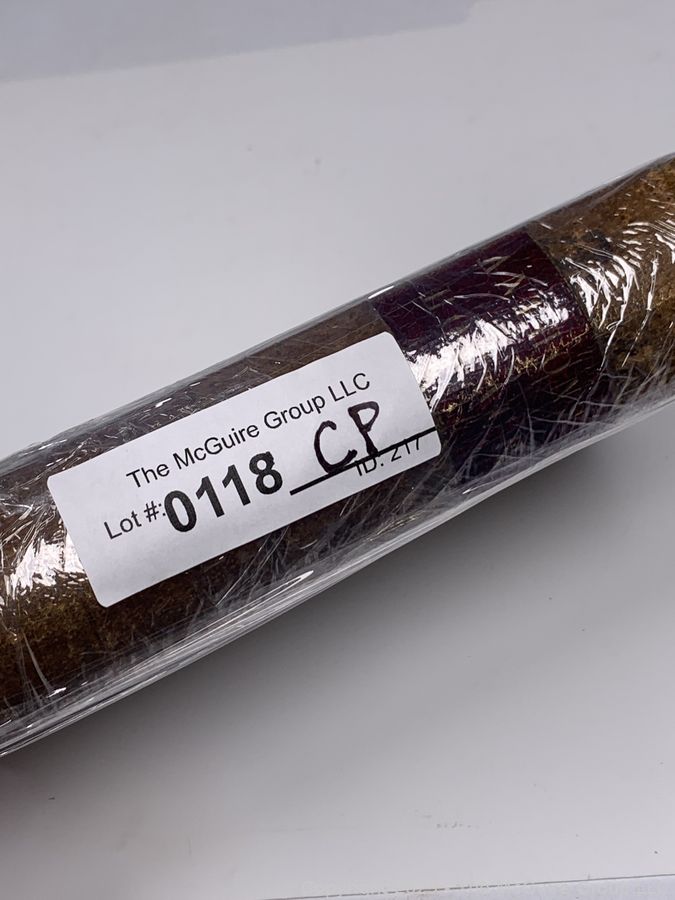 The McGuire Group LLC
Lot #: 0118 CP
ID: 217